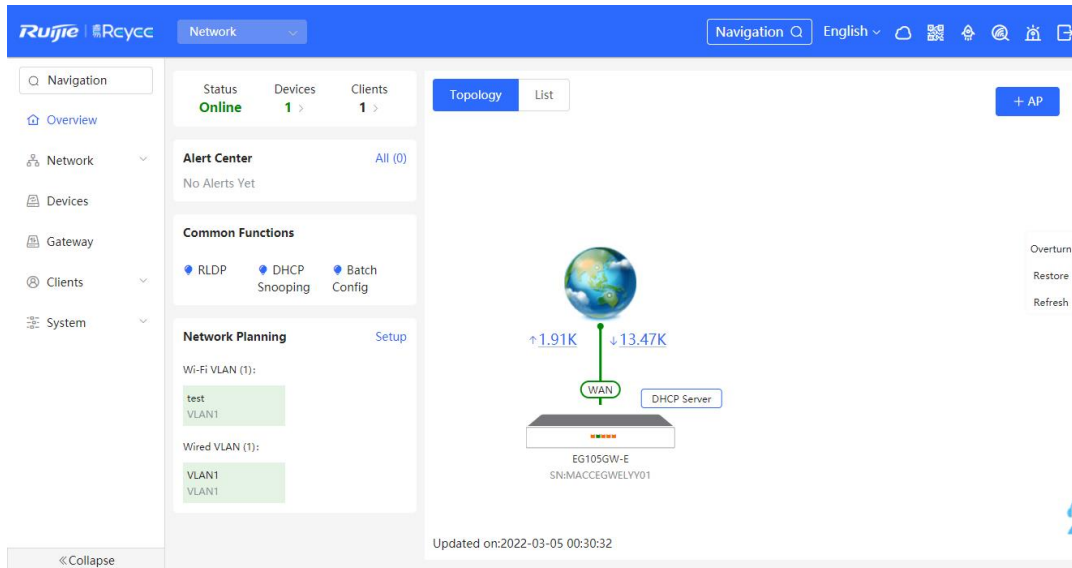 Ruijie Rcycc
Network
Navigation
English
Navigation
Overview
Network
Devices
Gateway
Clients
System
Collapse
Status Devices Clients
Online 1 1
Alert Center All (0)
No Alerts Yet
Common Functions
RLDP DHCP Batch
Snooping Config
Network Planning Setup
Wi-Fi VLAN (1):
test
VLAN1
Wired VLAN (1):
VLAN1
VLAN1
Topology List
+ AP
Overturn
Restore
Refresh
↑1.91K ↓13.47K
WAN
DHCP Server
EG105GW-E
SN:MACCEGWELYY01
Updated on:2022-03-05 00:30:32